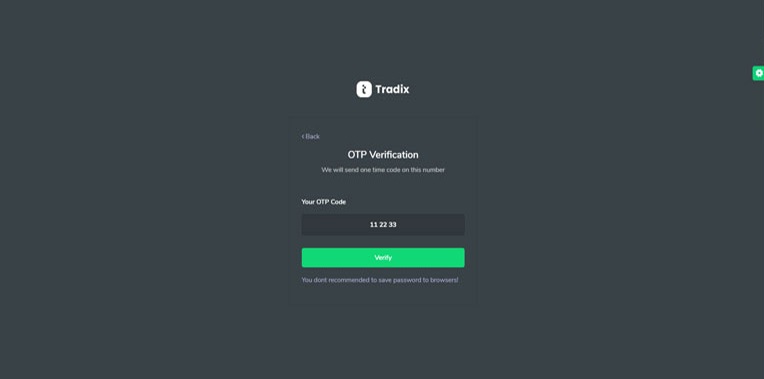 Tradix
Back
OTP Verification
We will send one time code on this number
Your OTP Code
11 22 33
Verify
You dont recommended to save password to browsers!